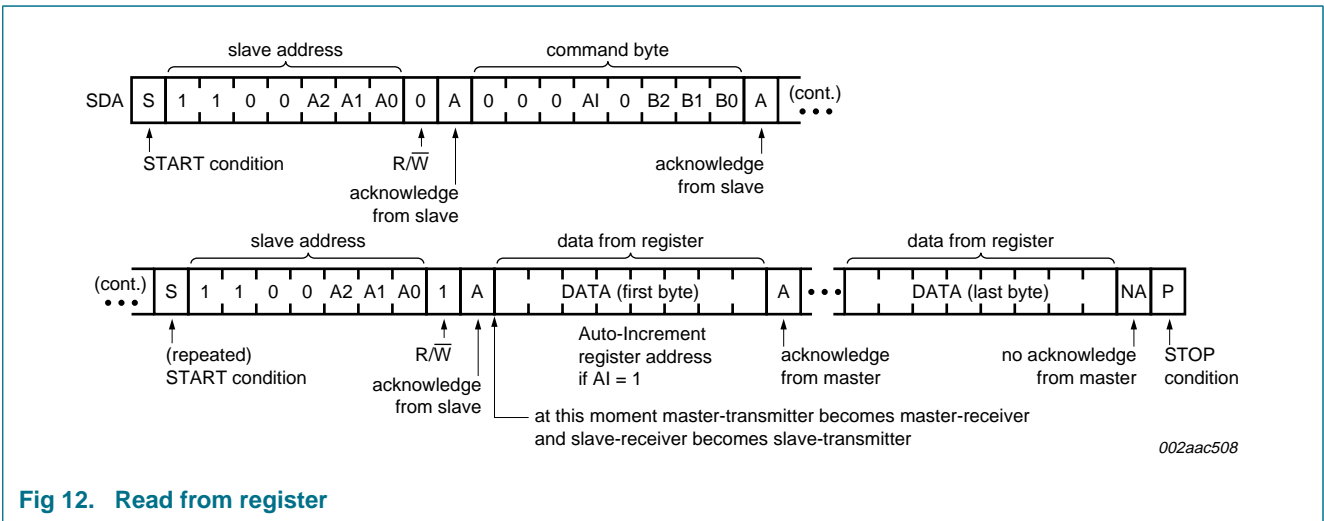 slave address command byte
SDA S 1 1 0 0 A2 A1 A0 0 A 0 0 0 AI 0 B2 B1 B0 A (cont.)
START condition R/W̅ acknowledge from slave acknowledge from slave
slave address data from register data from register
(cont.) S 1 1 0 0 A2 A1 A0 1 A DATA (first byte) A DATA (last byte) NA P
(repeated)
START condition
R/W̅
acknowledge
from slave
Auto-Increment
register address
if AI = 1
acknowledge
from master
no acknowledge
from master
STOP
condition
at this moment master-transmitter becomes master-receiver
and slave-receiver becomes slave-transmitter
002aac508
Fig 12. Read from register